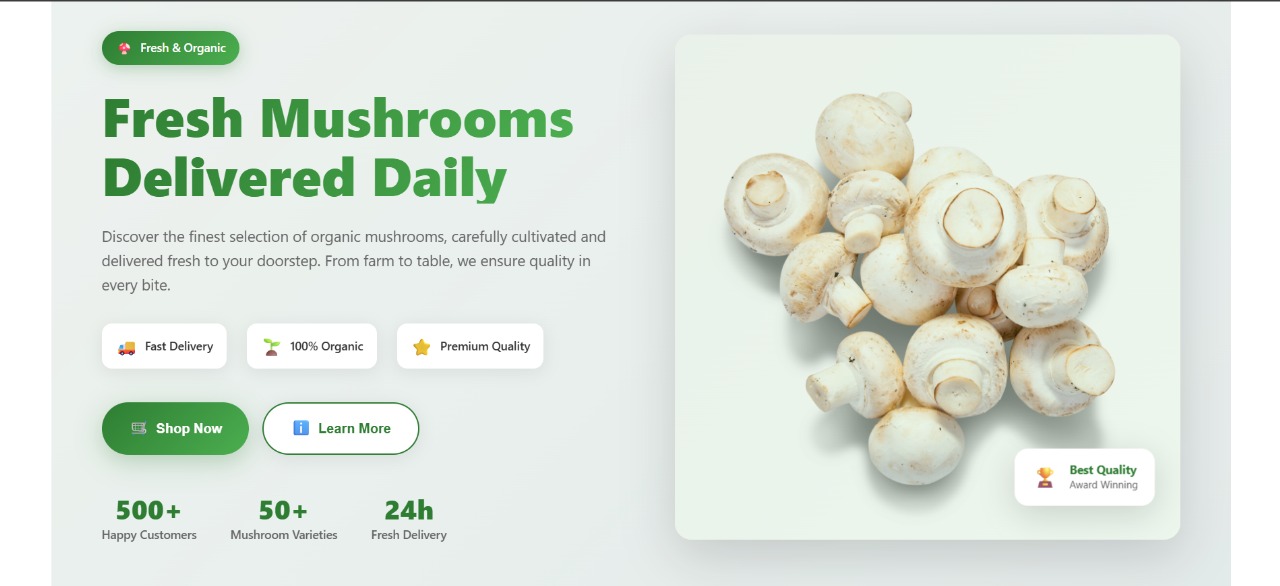 Fresh & Organic
Fresh Mushrooms
Delivered Daily
Discover the finest selection of organic mushrooms, carefully cultivated and
delivered fresh to your doorstep. From farm to table, we ensure quality in
every bite.
Fast Delivery
100% Organic
Premium Quality
Shop Now
Learn More
500+
Happy Customers
50+
Mushroom Varieties
24h
Fresh Delivery
Best Quality
Award Winning